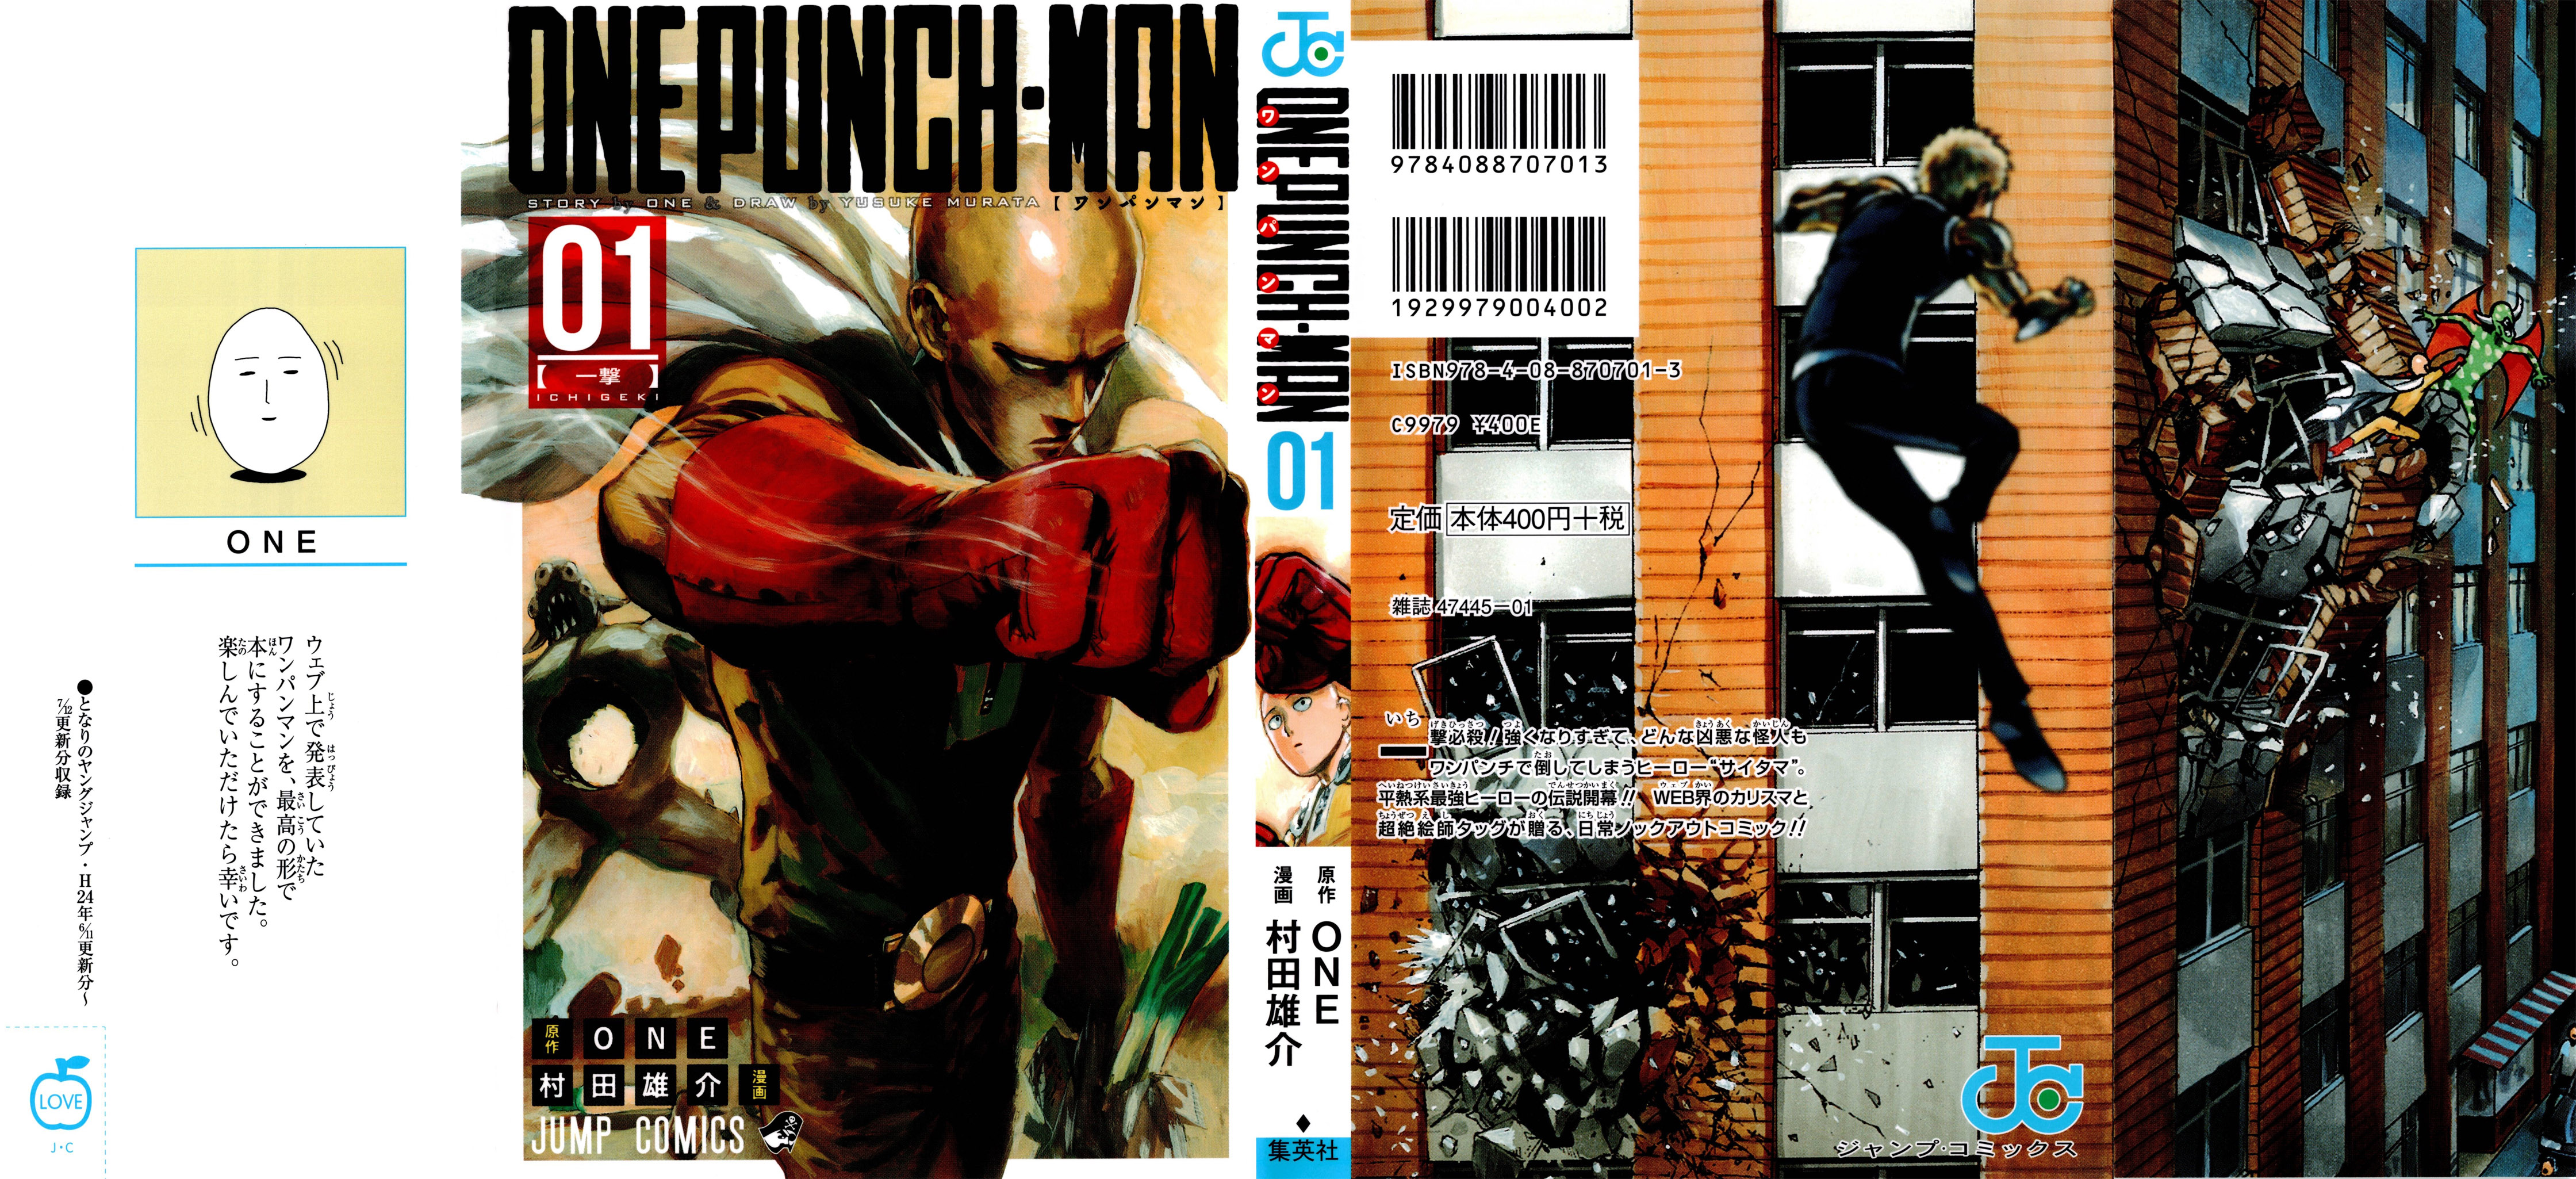 ONE
ウェブ上で発表していた
ワンパンマンを、最高の形で
本にすることができました。
楽しんでいただけたら幸いです。
●となりのヤングジャンプ・H24年6/11更新分〜
7/12更新分収録
LOVE
J・C
ONE PUNCH-MAN
STORY by ONE & DRAW by YUSUKE MURATA【ワンパンマン】
01
【一撃】
ICHIGEKI
原作 ONE
村田雄介 漫画
JUMP COMICS
JC
ONE PUNCH-MAN
ワンパンマン
01
原作 ONE
漫画 村田雄介
集英社
9784088707013
1929979004002
ISBN978-4-08-870701-3
C9979 ¥400E
定価 本体400円+税
雑誌 47445-01
一撃必殺!強くなりすぎて、どんな凶悪な怪人も
ワンパンチで倒してしまうヒーロー“サイタマ”。
平熱系最強ヒーローの伝説開幕!! WEB界のカリスマと
超絶絵師タッグが贈る、日常ノックアウトコミック!!
JC
ジャンプ・コミックス